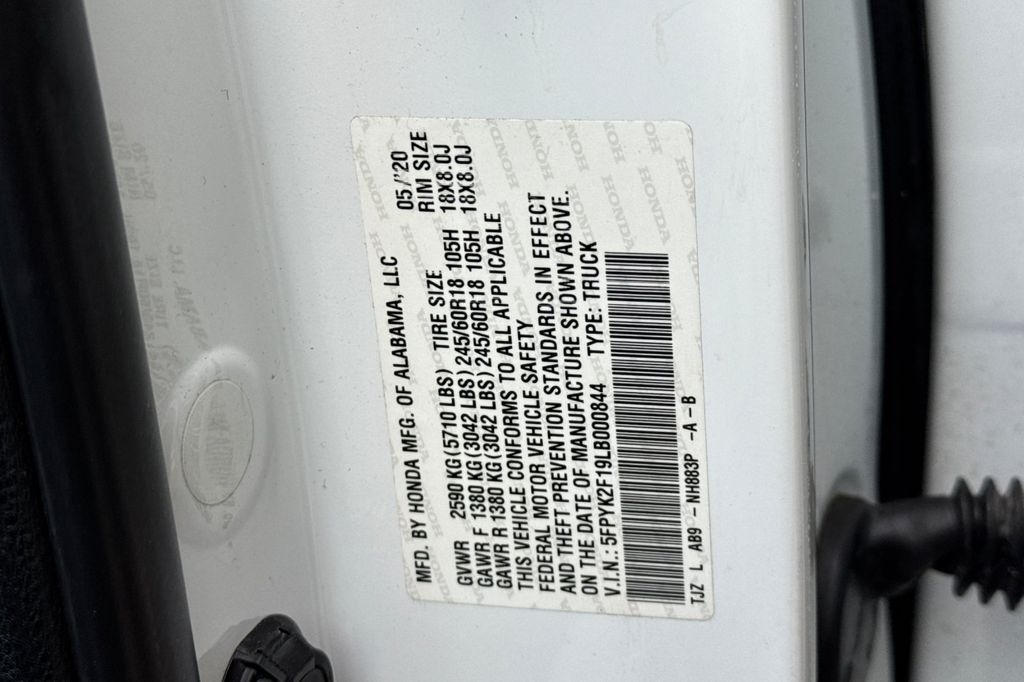 MFD. BY HONDA MFG. OF ALABAMA, LLC 05/'20
GVWR 2590 KG(5710 LBS) TIRE SIZE RIM SIZE
GAWR F 1380 KG(3042 LBS) 245/60R18 105H 18X8.0J
GAWR R 1380 KG(3042 LBS) 245/60R18 105H 18X8.0J
THIS VEHICLE CONFORMS TO ALL APPLICABLE
FEDERAL MOTOR VEHICLE SAFETY
AND THEFT PREVENTION STANDARDS IN EFFECT
ON THE DATE OF MANUFACTURE SHOWN ABOVE.
V.I.N.: 5FPYK2F19LB000844 TYPE: TRUCK
TJZ L AB9 - NH883P -A-B